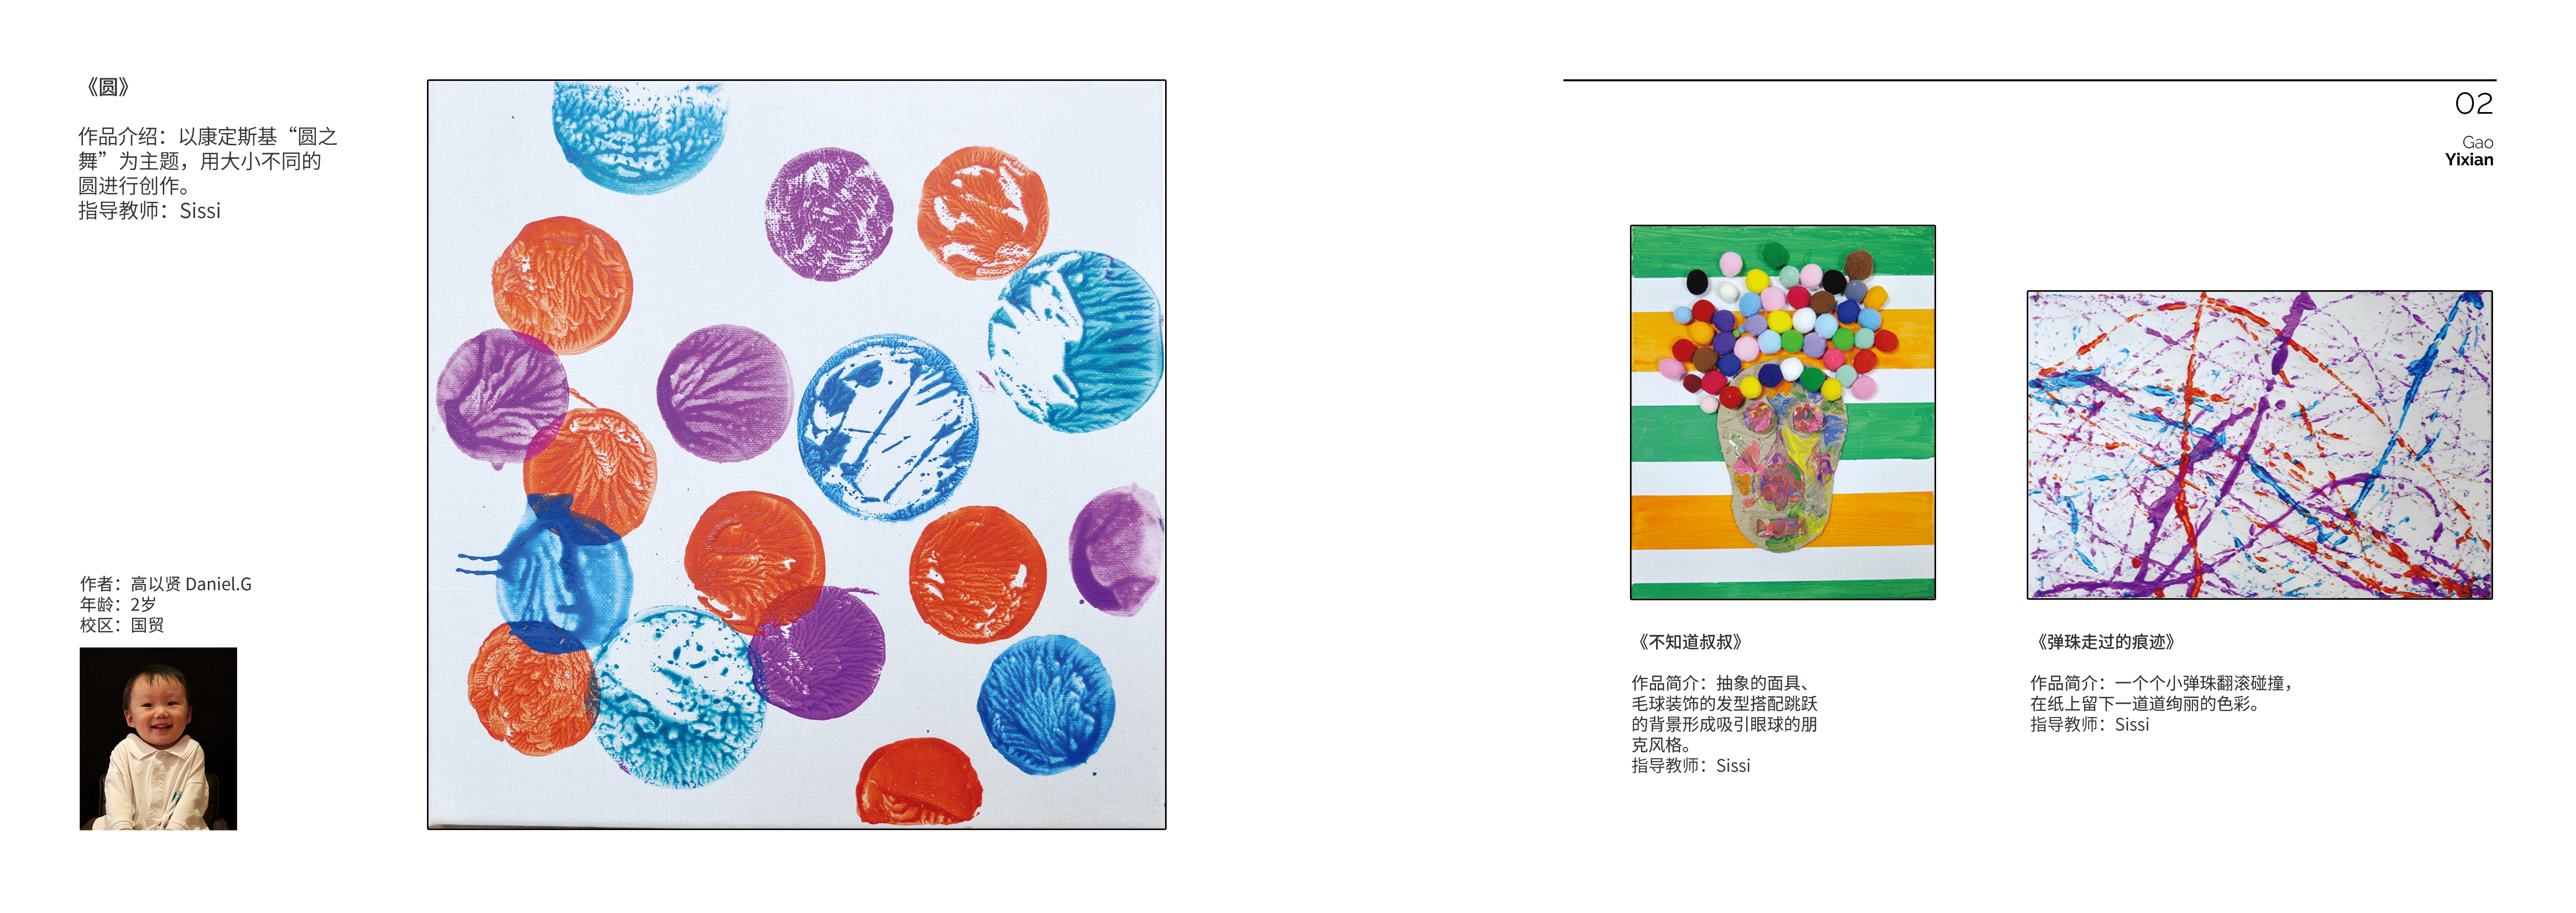 《圆》
作品介绍：以康定斯基“圆之
舞”为主题，用大小不同的
圆进行创作。
指导教师：Sissi
作者：高以贤 Daniel.G
年龄：2岁
校区：国贸
02
Gao
Yixian
《不知道叔叔》
作品简介：抽象的面具、
毛球装饰的发型搭配跳跃
的背景形成吸引眼球的朋
克风格。
指导教师：Sissi
《弹珠走过的痕迹》
作品简介：一个个小弹珠翻滚碰撞，
在纸上留下一道道绚丽的色彩。
指导教师：Sissi